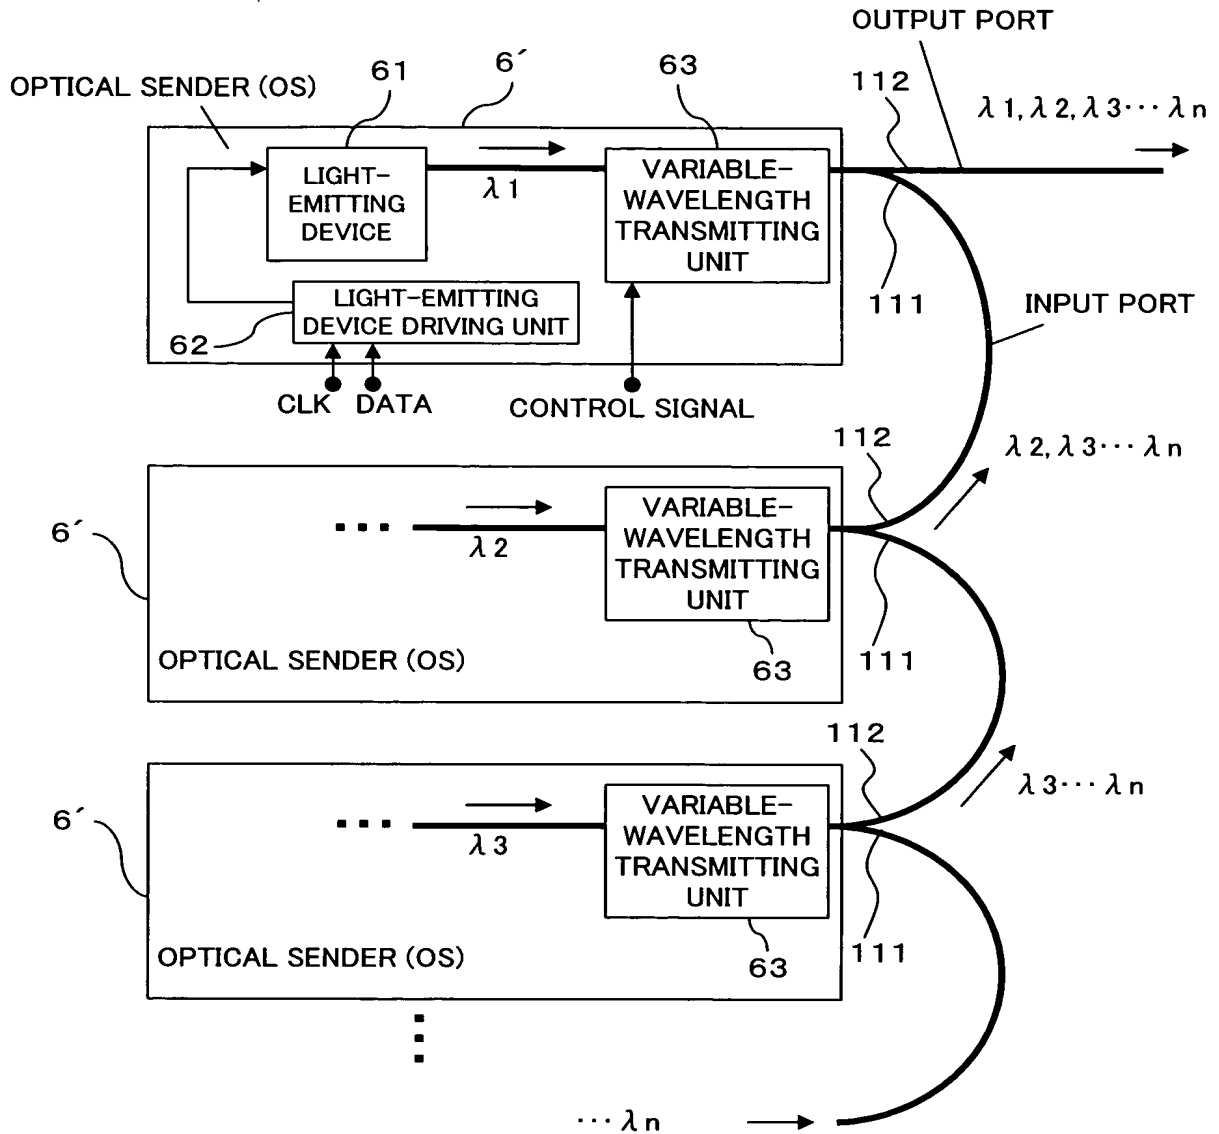 OUTPUT PORT
OPTICAL SENDER (OS)
61
6´
63
112
λ1, λ2, λ3··· λn
LIGHT-
EMITTING
DEVICE
λ1
VARIABLE-
WAVELENGTH
TRANSMITTING
UNIT
111
INPUT PORT
LIGHT-EMITTING
DEVICE DRIVING UNIT
62
CLK DATA
CONTROL SIGNAL
112
λ2, λ3··· λn
6´
λ2
VARIABLE-
WAVELENGTH
TRANSMITTING
UNIT
111
OPTICAL SENDER (OS)
63
112
λ3··· λn
6´
λ3
VARIABLE-
WAVELENGTH
TRANSMITTING
UNIT
111
OPTICAL SENDER (OS)
63
··· λn